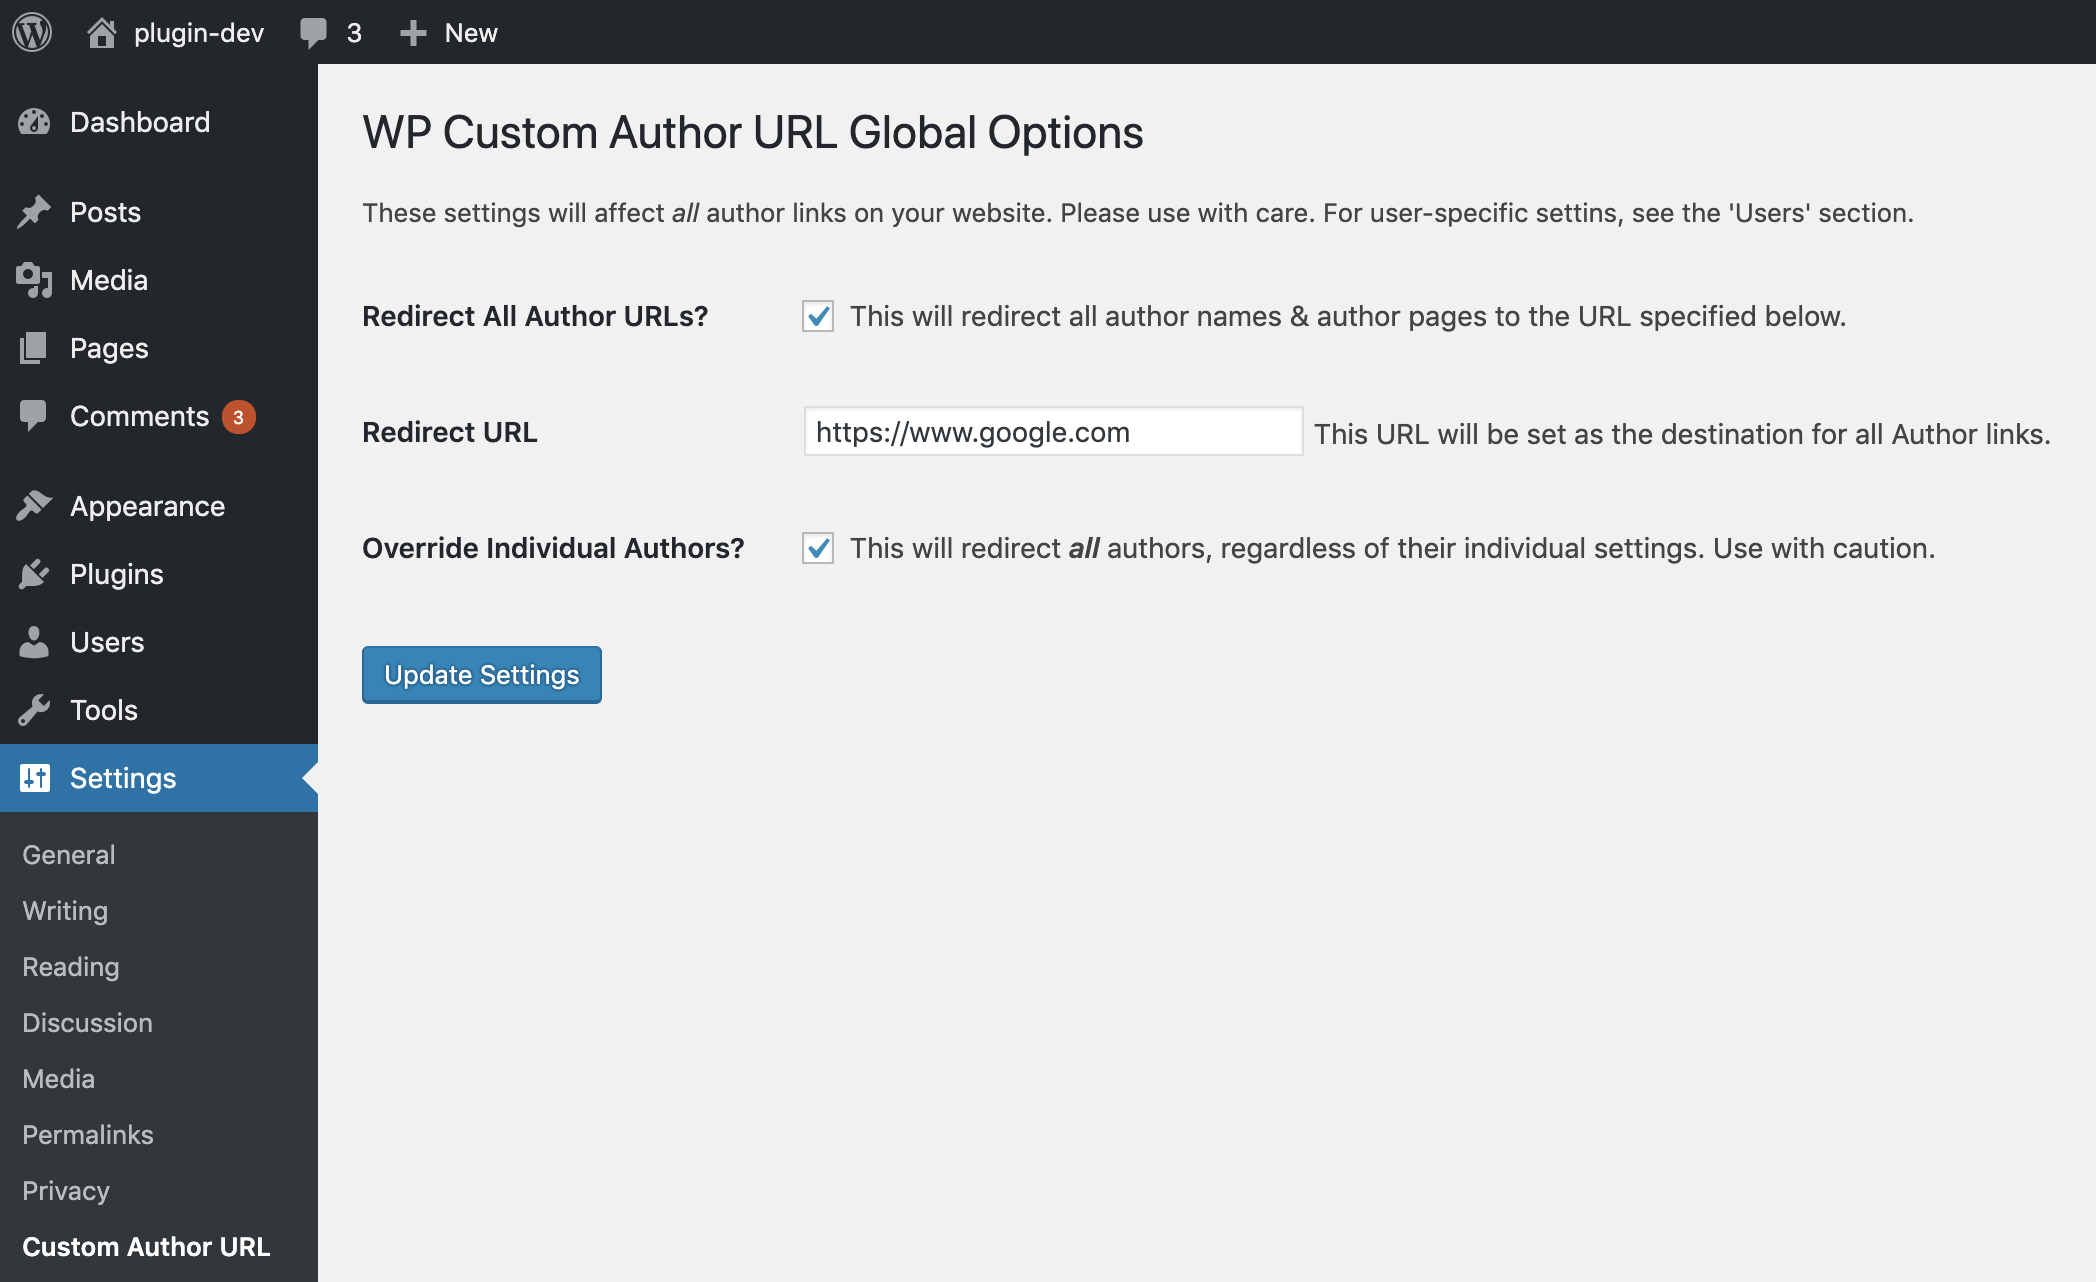 plugin-dev 3 New
Dashboard
Posts
Media
Pages
Comments 3
Appearance
Plugins
Users
Tools
Settings
General
Writing
Reading
Discussion
Media
Permalinks
Privacy
Custom Author URL
WP Custom Author URL Global Options
These settings will affect all author links on your website. Please use with care. For user-specific settins, see the 'Users' section.
Redirect All Author URLs? This will redirect all author names & author pages to the URL specified below.
Redirect URL https://www.google.com This URL will be set as the destination for all Author links.
Override Individual Authors? This will redirect all authors, regardless of their individual settings. Use with caution.
Update Settings